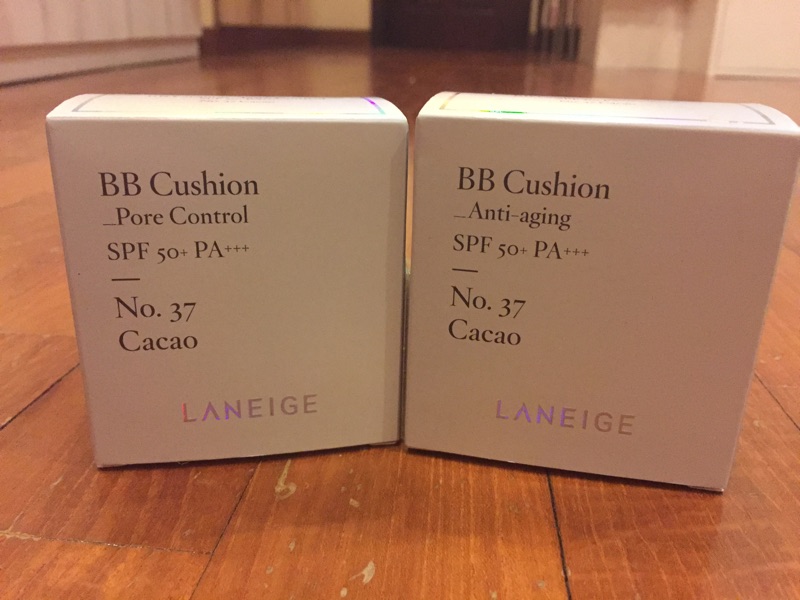 BB Cushion
_Pore Control
SPF 50+ PA+++
No. 37
Cacao
LANEIGE
BB Cushion
_Anti-aging
SPF 50+ PA+++
No. 37
Cacao
LANEIGE